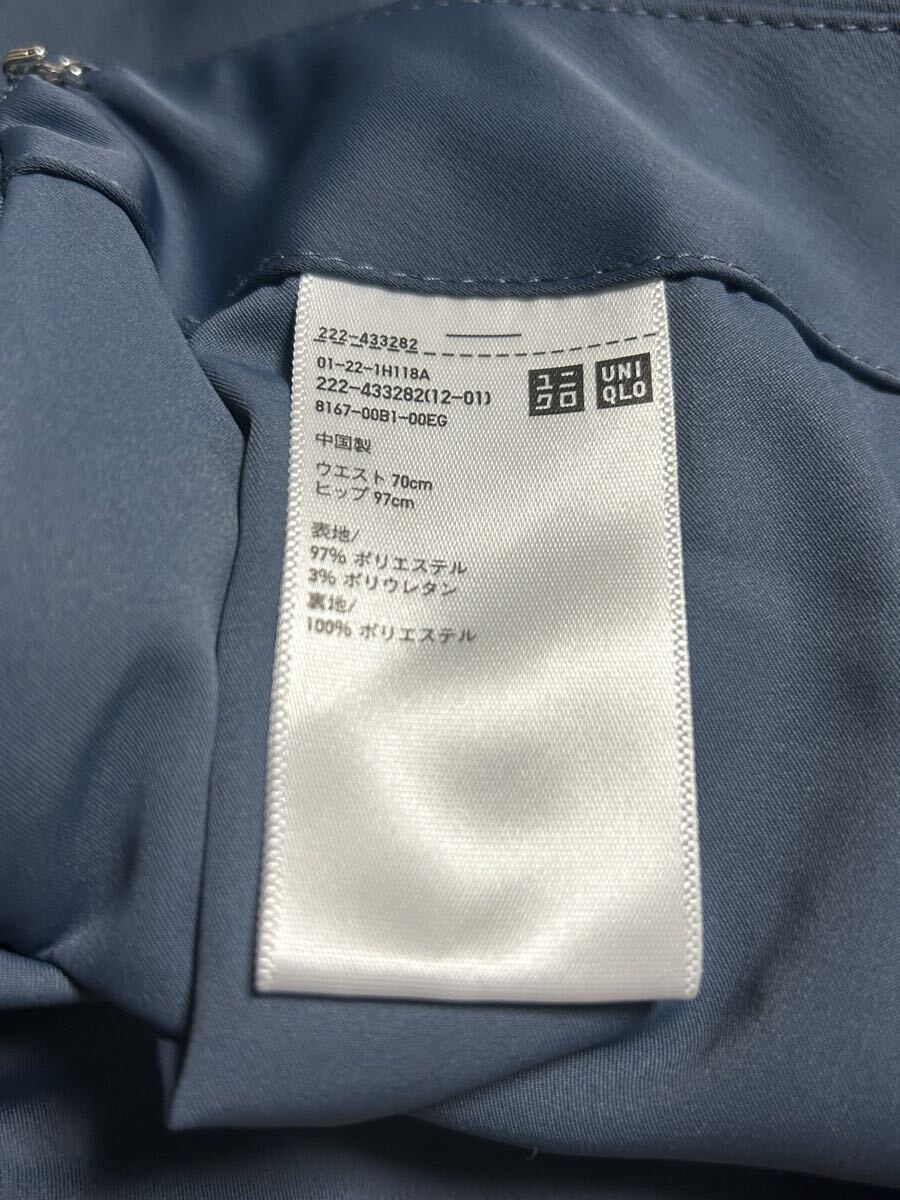 222-433282
01-22-1H118A
222-433282(12-01)
8167-00B1-00EG
ユニ
クロ
UNI
QLO
中国製
ウエスト 70cm
ヒップ 97cm
表地/
97% ポリエステル
3% ポリウレタン
裏地/
100% ポリエステル